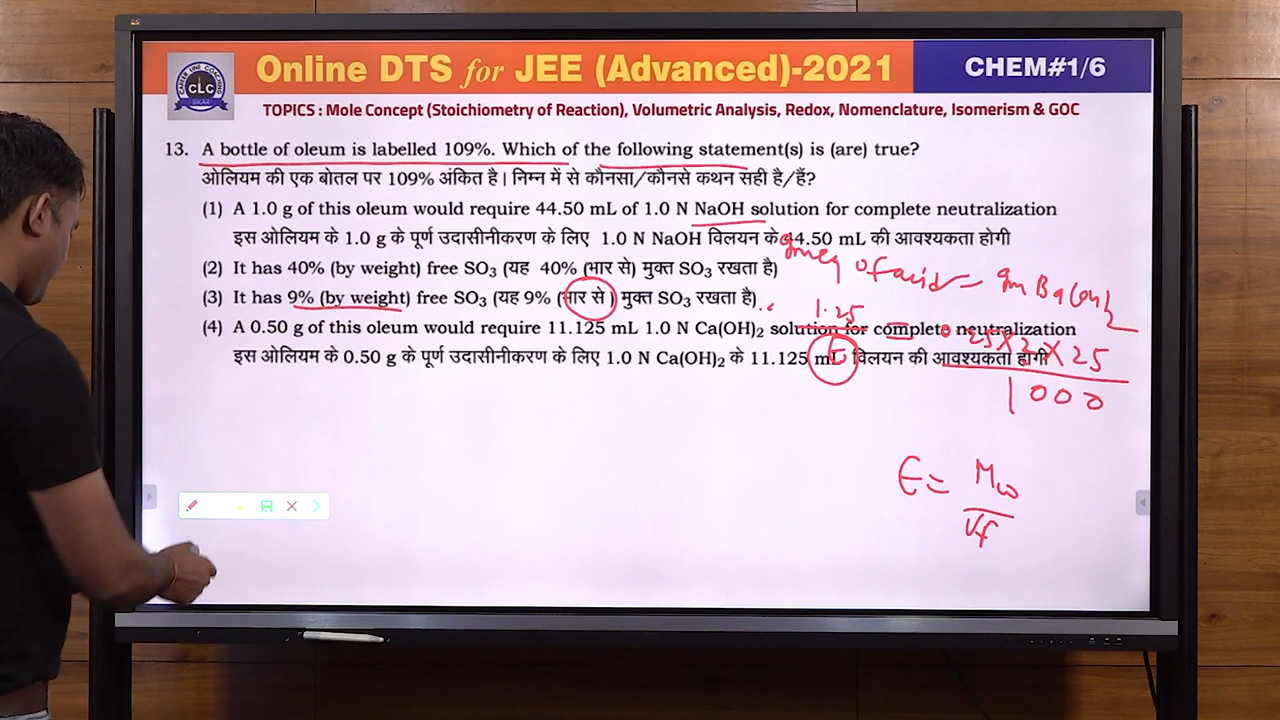 CAREER LINE COACHING
CLC
SIKAR
Online DTS for JEE (Advanced)-2021
CHEM#1/6
TOPICS : Mole Concept (Stoichiometry of Reaction), Volumetric Analysis, Redox, Nomenclature, Isomerism & GOC
13. A bottle of oleum is labelled 109%. Which of the following statement(s) is (are) true?
ओलियम की एक बोतल पर 109% अंकित है। निम्न में से कौनसा/कौनसे कथन सही है/हैं?
(1) A 1.0 g of this oleum would require 44.50 mL of 1.0 N NaOH solution for complete neutralization
इस ओलियम के 1.0 g के पूर्ण उदासीनीकरण के लिए 1.0 N NaOH विलयन के 44.50 mL की आवश्यकता होगी
(2) It has 40% (by weight) free SO₃ (यह 40% (भार से) मुक्त SO₃ रखता है)
gmeq of acid = gm Ba(OH)2
(3) It has 9% (by weight) free SO₃ (यह 9% (भार से) मुक्त SO₃ रखता है)
1.25
(4) A 0.50 g of this oleum would require 11.125 mL 1.0 N Ca(OH)₂ solution for complete neutralization
E
25 X 2 X 25
इस ओलियम के 0.50 g के पूर्ण उदासीनीकरण के लिए 1.0 N Ca(OH)₂ के 11.125 mL विलयन की आवश्यकता होगी
1000
E = Mw
Vf